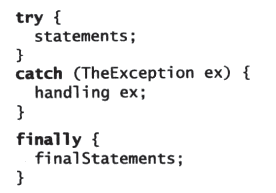 try {
  statements;
}
catch (TheException ex) {
  handling ex;
}
finally {
  finalStatements;
}